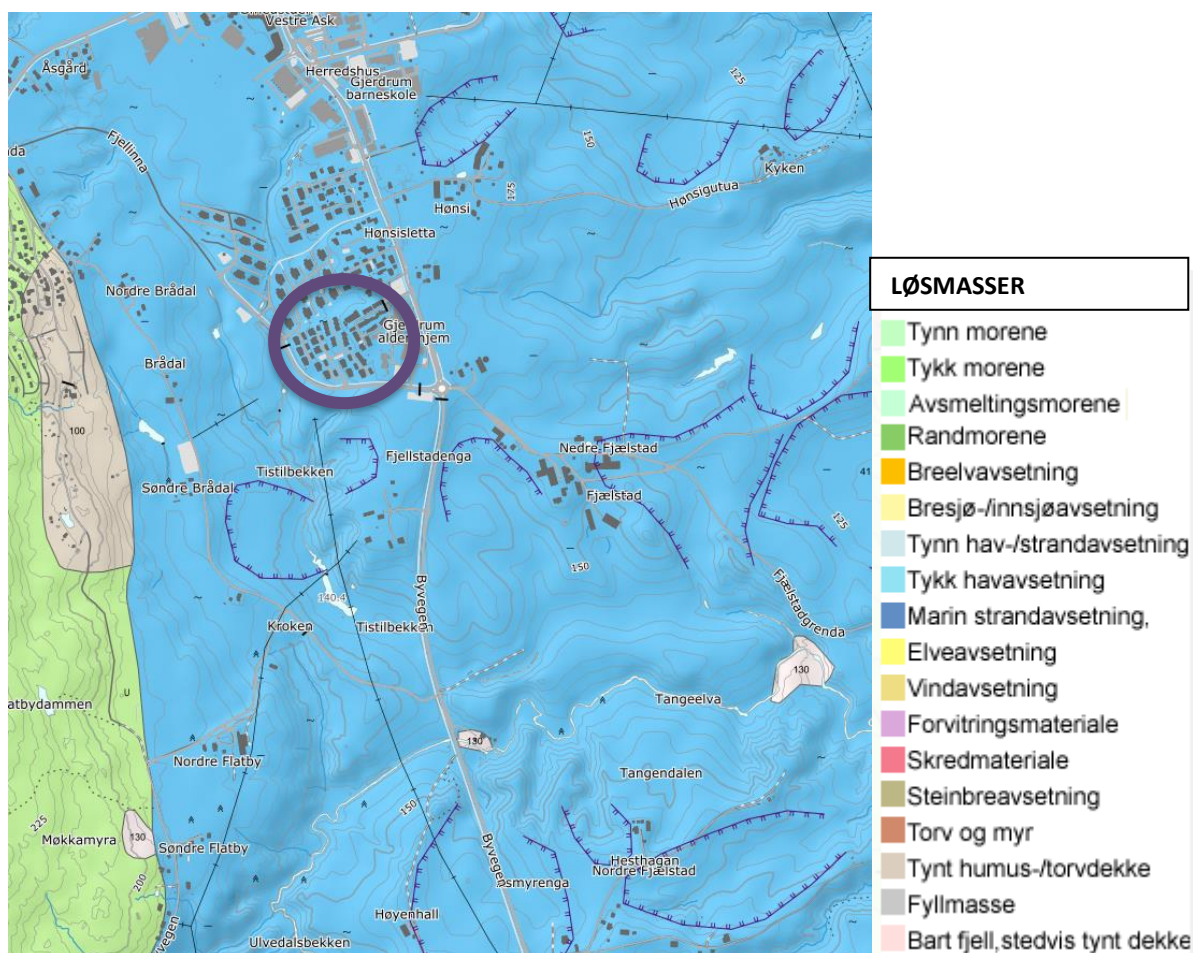 Vestre Ask
Åsgård
Herredshus
Gjerdrum
barneskole
125
Fjellinna
150
Kyken
Hønsigutua
175
Hønsi
Hønsisletta
Nordre Brådal
Gjerdrum
aldershjem
Brådal
100
Nedre Fjælstad
Fjellstadenga
Tistilbekken
41
Søndre Brådal
Fjælstad
125
150
Byvegen
140.4
Fjælstadgrenda
Kroken
Tistilbekken
130
Tangeelva
atbydammen
U
130
Nordre Flatby
Tangendalen
150
225
Møkkamyra
130
Søndre Flatby
Byvegen
Hesthagan
Nordre Fjælstad
200
smyrenga
Høyenhall
vegen
Ulvedalsbekken
LØSMASSER
Tynn morene
Tykk morene
Avsmeltingsmorene
Randmorene
Breelvavsetning
Bresjø-/innsjøavsetning
Tynn hav-/strandavsetning
Tykk havavsetning
Marin strandavsetning,
Elveavsetning
Vindavsetning
Forvitringsmateriale
Skredmateriale
Steinbreavsetning
Torv og myr
Tynt humus-/torvdekke
Fyllmasse
Bart fjell,stedvis tynt dekke